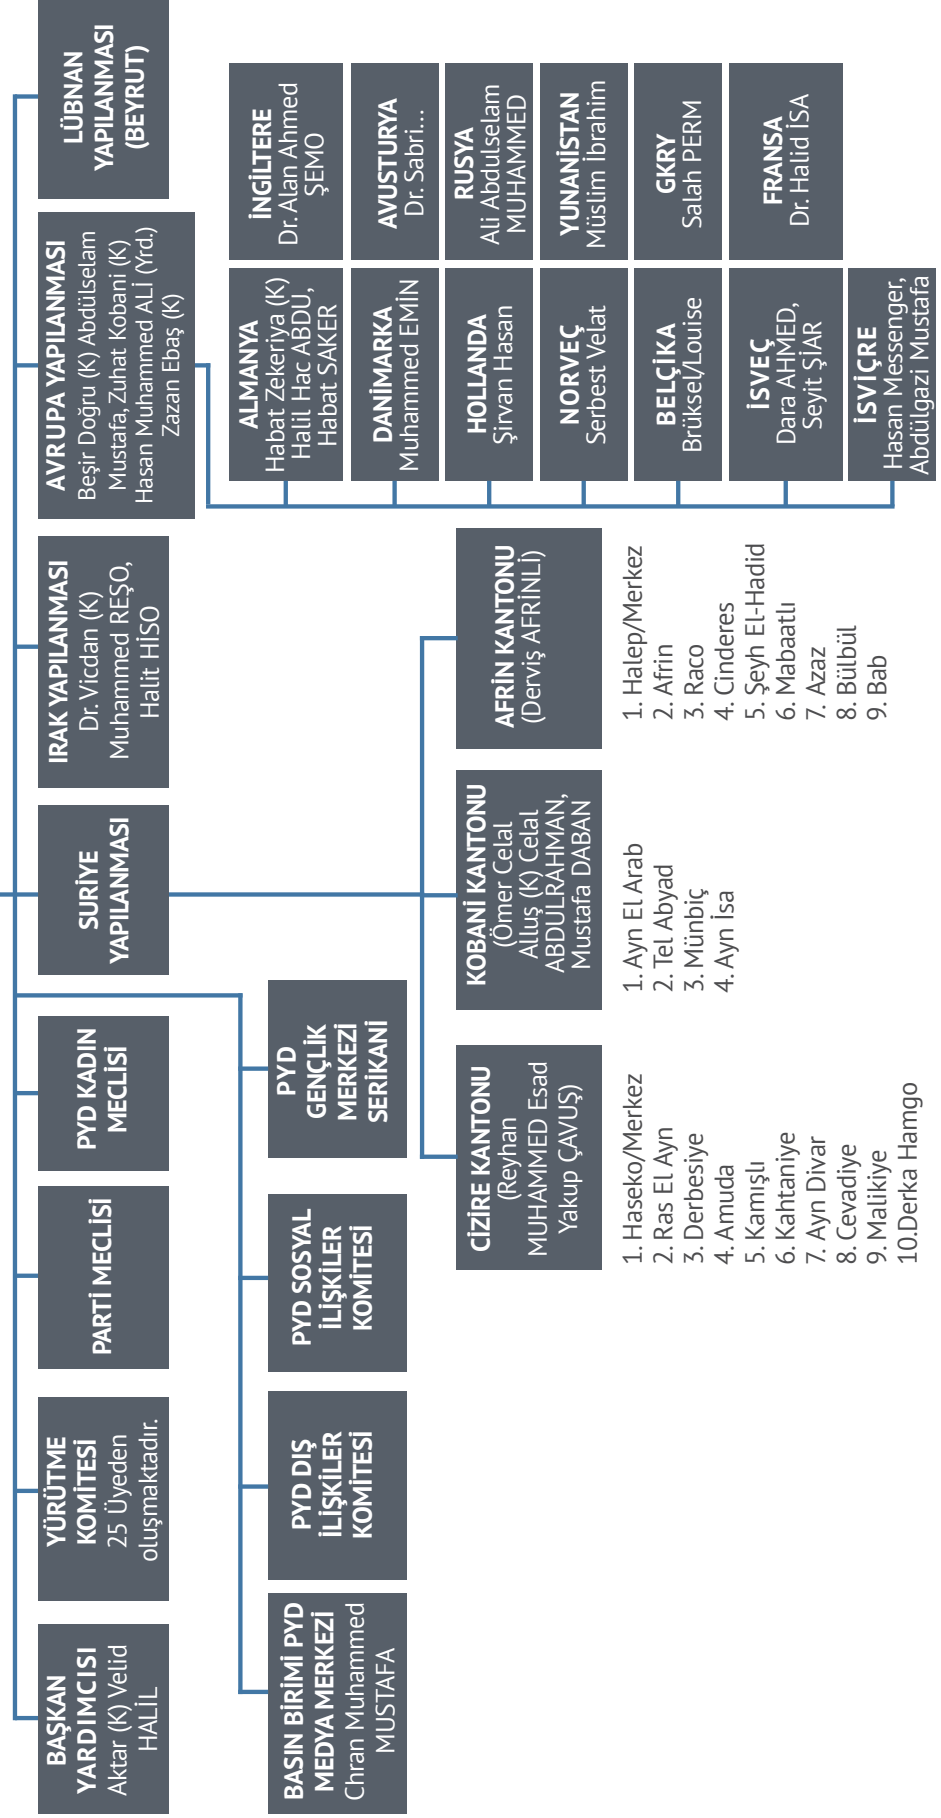 BAŞKAN
YARDIMCISI
Aktar (K) Velid
HALİL
YÜRÜTME
KOMİTESİ
25 Üyeden
oluşmaktadır.
PARTİ MECLİSİ
PYD KADIN
MECLİSİ
SURİYE
YAPILANMASI
IRAK YAPILANMASI
Dr. Vicdan (K)
Muhammed REŞO,
Halit HİSO
AVRUPA YAPILANMASI
Beşir Doğru (K) Abdülselam
Mustafa, Zuhat Kobani (K)
Hasan Muhammed ALİ (Yrd.)
Zazan Ebaş (K)
LÜBNAN
YAPILANMASI
(BEYRUT)
BASIN BİRİMİ PYD
MEDYA MERKEZİ
Chran Muhammed
MUSTAFA
PYD DIŞ
İLİŞKİLER
KOMİTESİ
PYD SOSYAL
İLİŞKİLER
KOMİTESİ
PYD
GENÇLİK
MERKEZİ
SERİKANİ
CİZİRE KANTONU
(Reyhan
MUHAMMED Esad
Yakup ÇAVUŞ)
1. Haseko/Merkez
2. Ras El Ayn
3. Derbesiye
4. Amuda
5. Kamışlı
6. Kahtaniye
7. Ayn Divar
8. Cevadiye
9. Malikiye
10.Derka Hamgo
KOBANİ KANTONU
(Ömer Celal
Alluş (K) Celal
ABDULRAHMAN,
Mustafa DABAN
1. Ayn El Arab
2. Tel Abyad
3. Münbiç
4. Ayn İsa
AFRİN KANTONU
(Derviş AFRİNLİ)
1. Halep/Merkez
2. Afrin
3. Raco
4. Cinderes
5. Şeyh El-Hadid
6. Mabaatlı
7. Azaz
8. Bülbül
9. Bab
ALMANYA
Habat Zekeriya (K)
Halil Hac ABDU,
Habat SAKER
DANİMARKA
Muhammed EMİN
HOLLANDA
Şirvan Hasan
NORVEÇ
Serbest Velat
BELÇİKA
Brüksel/Louise
İSVEÇ
Dara AHMED,
Seyit ŞİAR
İSVİÇRE
Hasan Messenger,
Abdülgazi Mustafa
İNGİLTERE
Dr. Alan Ahmed
ŞEMO
AVUSTURYA
Dr. Sabri...
RUSYA
Ali Abdulselam
MUHAMMED
YUNANİSTAN
Müslim İbrahim
GKRY
Salah PERM
FRANSA
Dr. Halid İSA